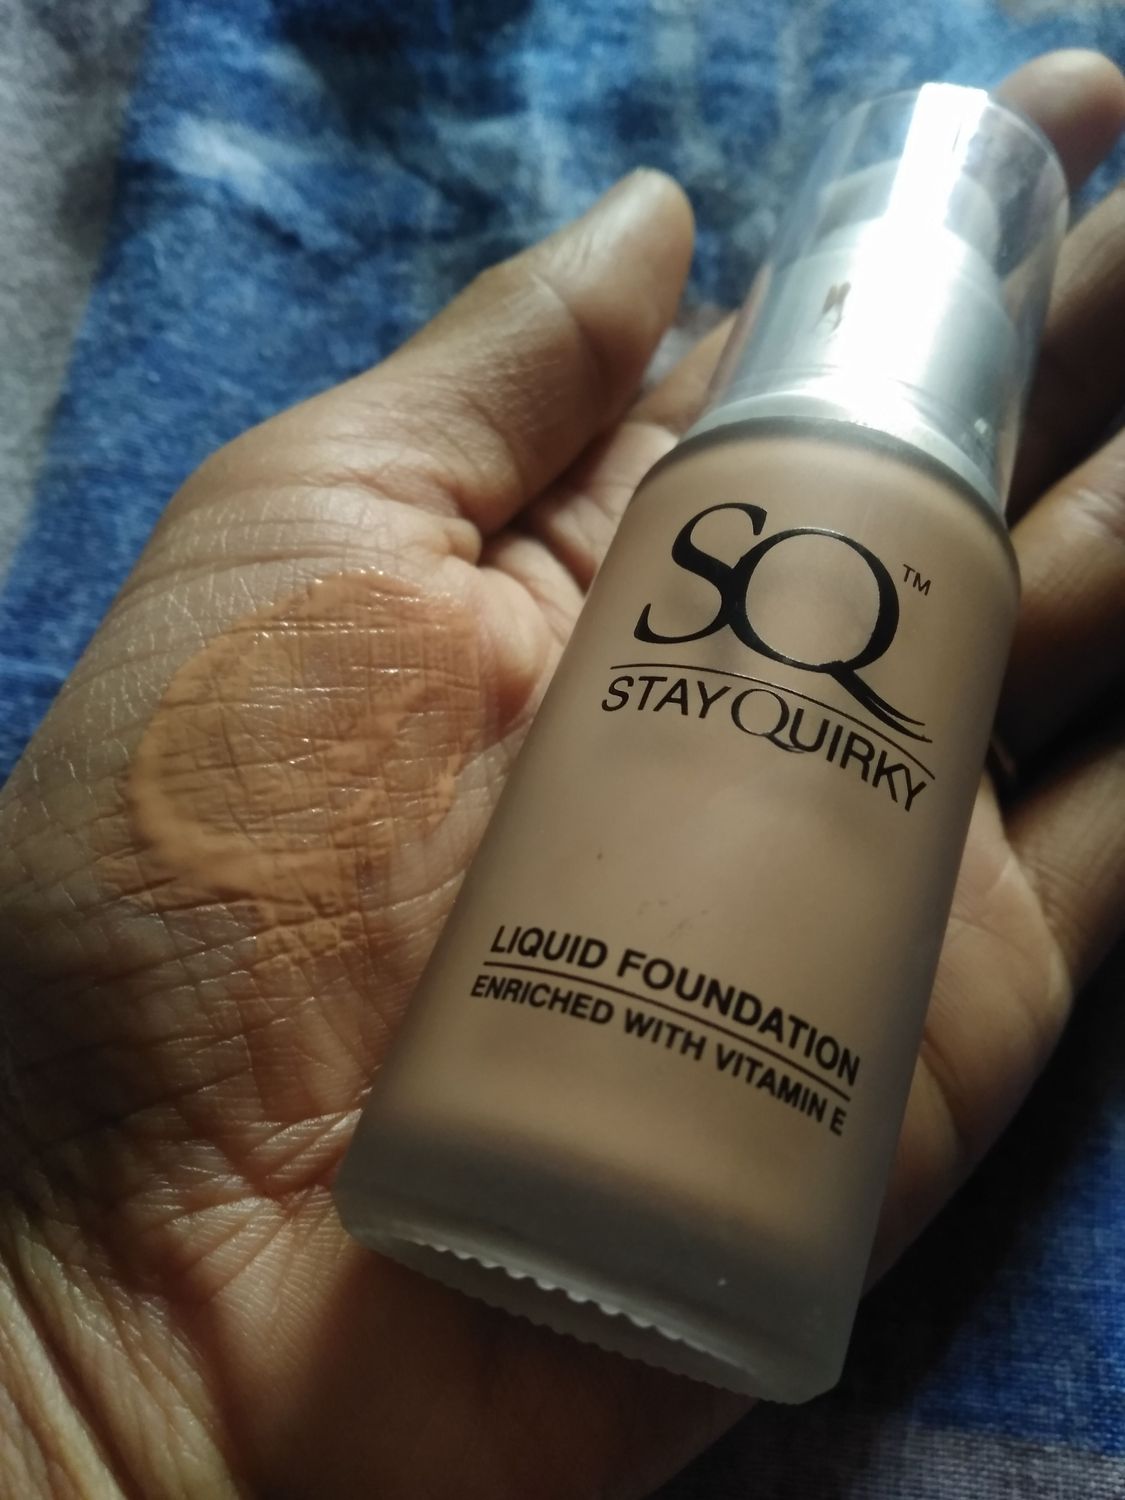 SQ™
STAY QUIRKY
LIQUID FOUNDATION
ENRICHED WITH VITAMIN E